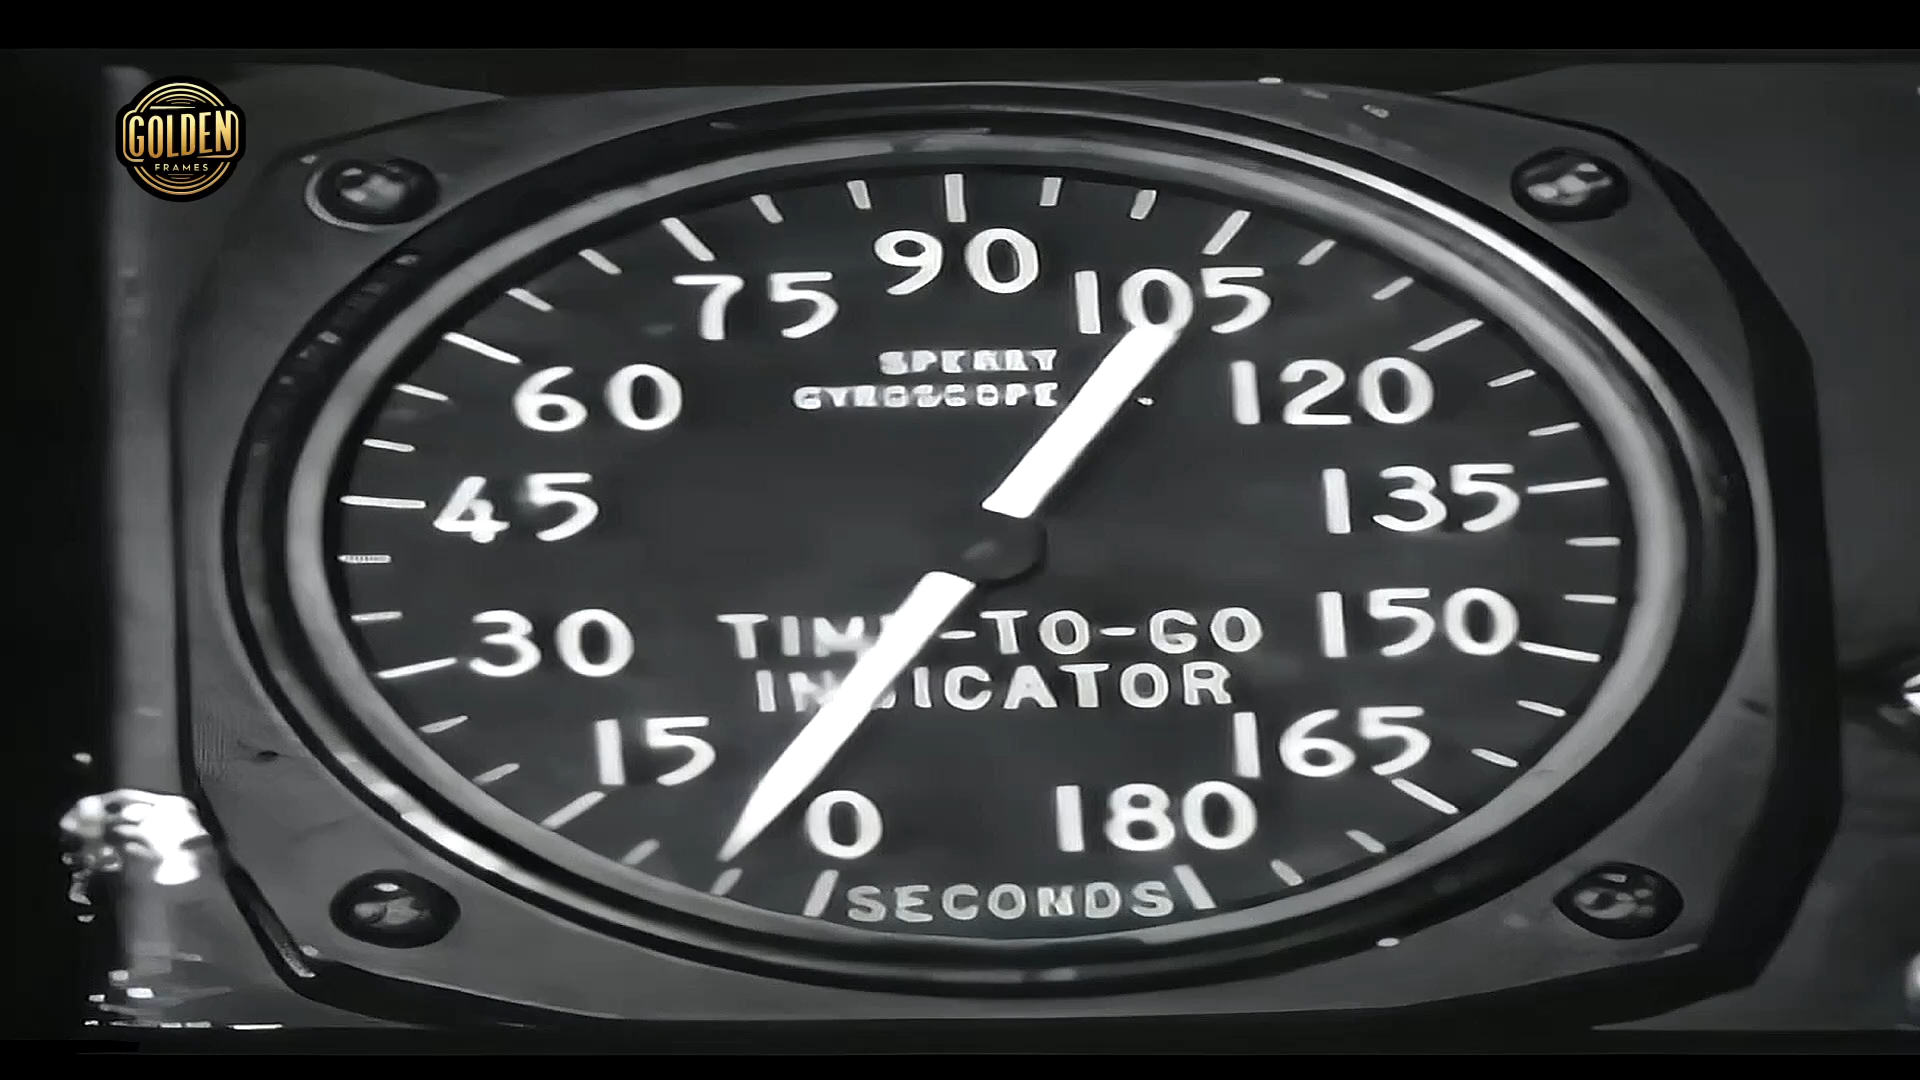 GOLDEN
FRAMES
90
75
105
SPERRY
GYROSCOPE
60
120
45
135
30
TIME-TO-GO
150
INDICATOR
15
165
0
180
SECONDS